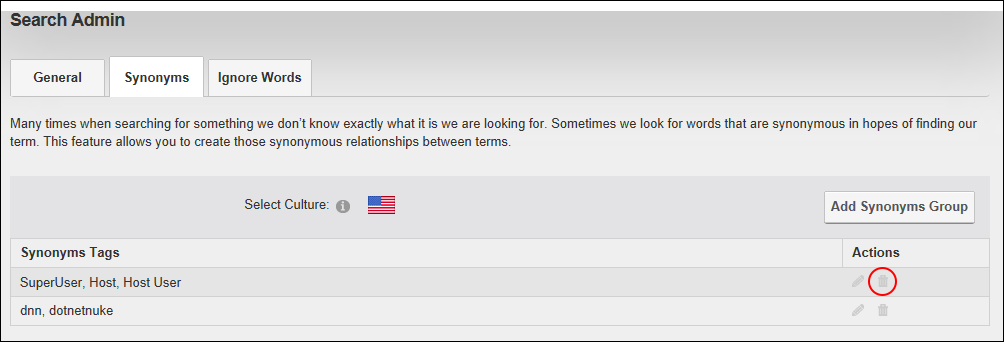 Search Admin
General Synonyms Ignore Words
Many times when searching for something we don't know exactly what it is we are looking for. Sometimes we look for words that are synonymous in hopes of finding our
term. This feature allows you to create those synonymous relationships between terms.
Select Culture: Add Synonyms Group
Synonyms Tags Actions
SuperUser, Host, Host User
dnn, dotnetnuke